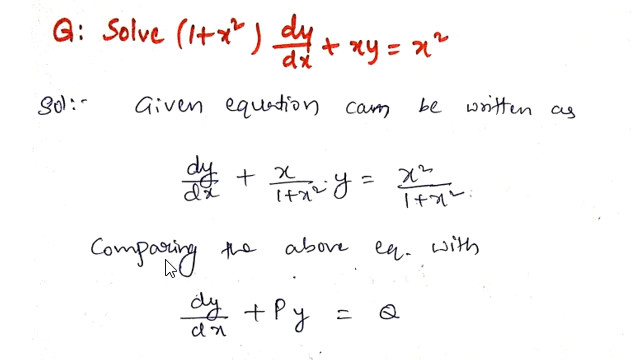 Q: Solve (1+x²) dy/dx + xy = x²
Sol:- Given equation cam be written as
dy/dx + x/1+x² . y = x²/1+x² .
Comparing the above eq. with
dy/dx + Py = Q